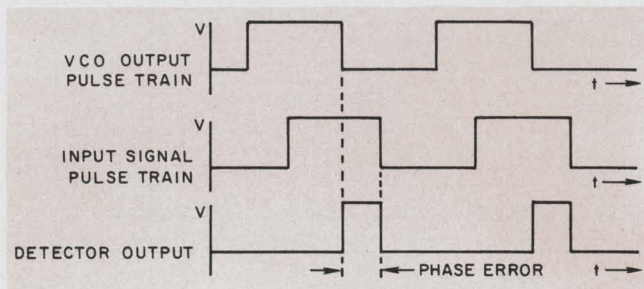 V
VCO OUTPUT
PULSE TRAIN
t
V
INPUT SIGNAL
PULSE TRAIN
t
V
DETECTOR OUTPUT
PHASE ERROR
t